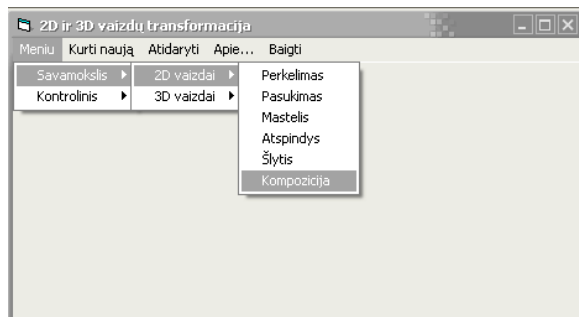 2D ir 3D vaizdų transformacija
Meniu Kurti naują Atidaryti Apie... Baigti
Savamokslis 2D vaizdai Perkelimas
Kontrolinis 3D vaizdai Pasukimas
Mastelis
Atspindys
Šlytis
Kompozicija